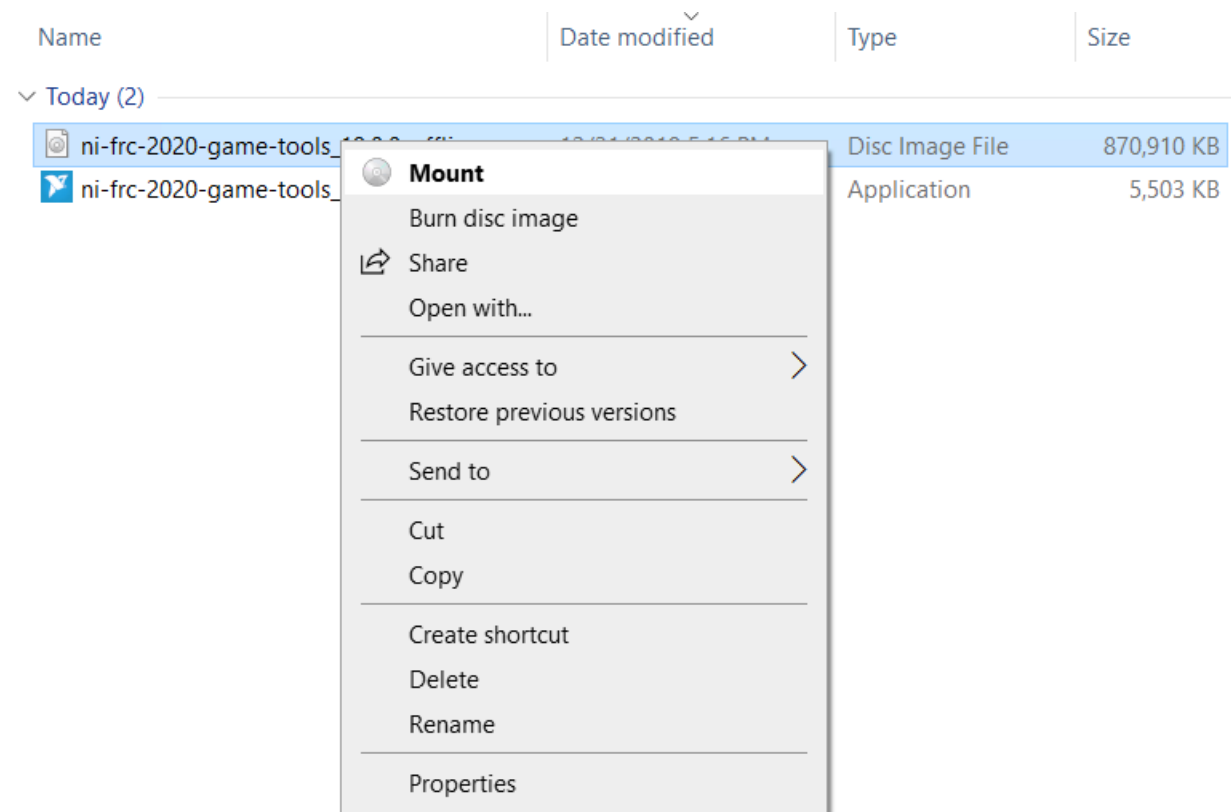 Name Date modified Type Size
Today (2)
ni-frc-2020-game-tools_ Disc Image File 870,910 KB
ni-frc-2020-game-tools_ Application 5,503 KB
Mount
Burn disc image
Share
Open with...
Give access to
Restore previous versions
Send to
Cut
Copy
Create shortcut
Delete
Rename
Properties